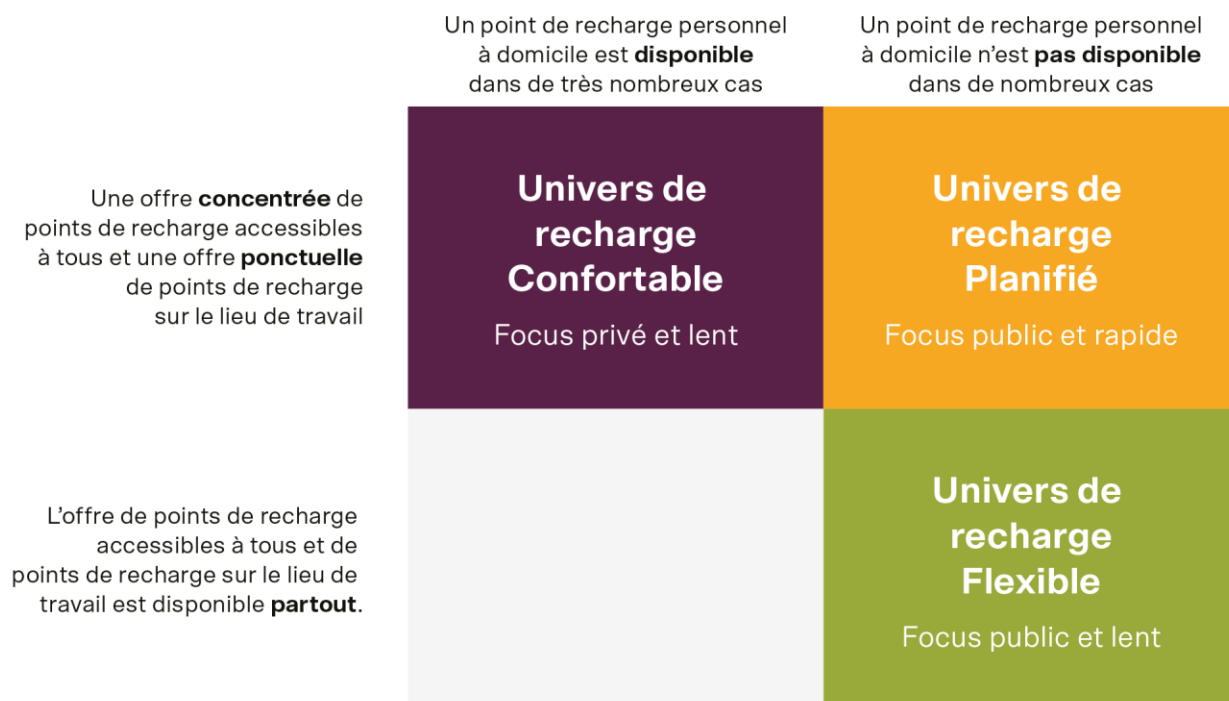 Un point de recharge personnel
à domicile est disponible
dans de très nombreux cas
Un point de recharge personnel
à domicile n’est pas disponible
dans de nombreux cas
Une offre concentrée de
points de recharge accessibles
à tous et une offre ponctuelle
de points de recharge
sur le lieu de travail
Univers de
recharge
Confortable
Focus privé et lent
Univers de
recharge
Planifié
Focus public et rapide
L’offre de points de recharge
accessibles à tous et de
points de recharge sur le lieu de
travail est disponible partout.
Univers de
recharge
Flexible
Focus public et lent